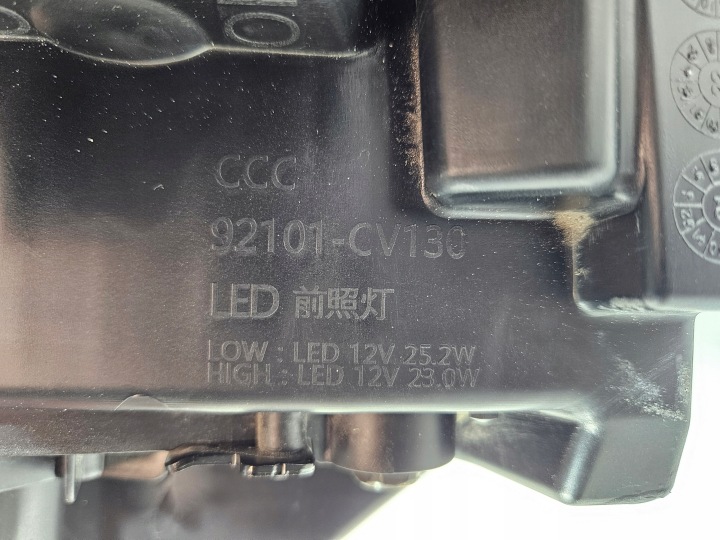 CCC
92101-CV130
LED 前照灯
LOW : LED 12V 25.2W
HIGH : LED 12V 23.0W